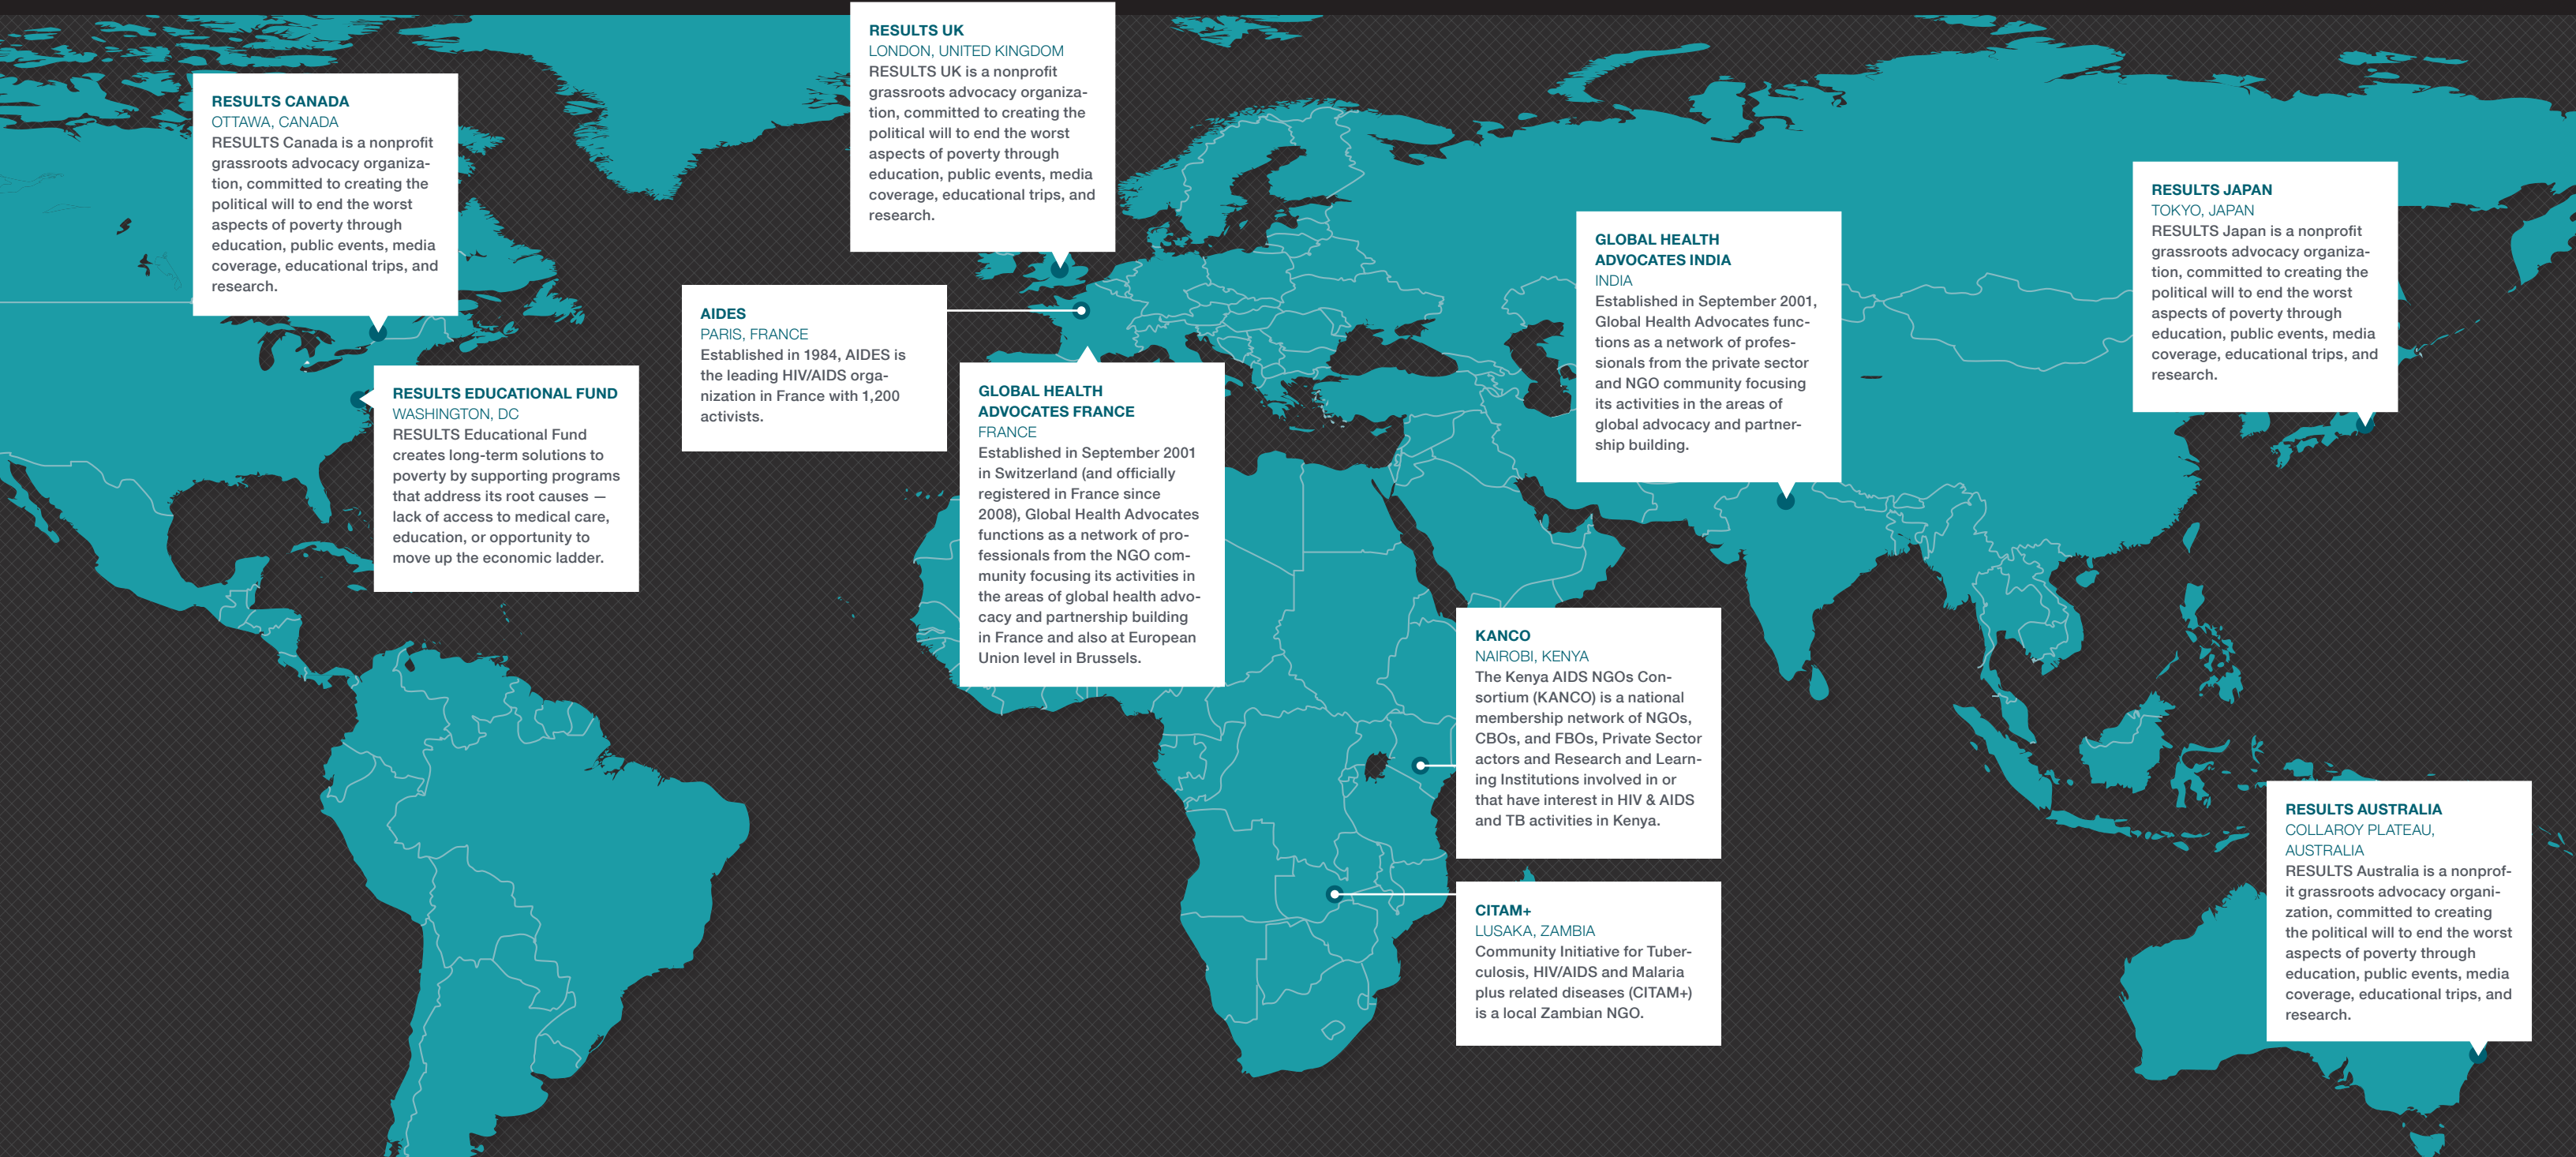 RESULTS CANADA
OTTAWA, CANADA
RESULTS Canada is a nonprofit
grassroots advocacy organiza-
tion, committed to creating the
political will to end the worst
aspects of poverty through
education, public events, media
coverage, educational trips, and
research.
RESULTS EDUCATIONAL FUND
WASHINGTON, DC
RESULTS Educational Fund
creates long-term solutions to
poverty by supporting programs
that address its root causes —
lack of access to medical care,
education, or opportunity to
move up the economic ladder.
RESULTS UK
LONDON, UNITED KINGDOM
RESULTS UK is a nonprofit
grassroots advocacy organiza-
tion, committed to creating the
political will to end the worst
aspects of poverty through
education, public events, media
coverage, educational trips, and
research.
AIDES
PARIS, FRANCE
Established in 1984, AIDES is
the leading HIV/AIDS orga-
nization in France with 1,200
activists.
GLOBAL HEALTH
ADVOCATES FRANCE
FRANCE
Established in September 2001
in Switzerland (and officially
registered in France since
2008), Global Health Advocates
functions as a network of pro-
fessionals from the NGO com-
munity focusing its activities in
the areas of global health advo-
cacy and partnership building
in France and also at European
Union level in Brussels.
GLOBAL HEALTH
ADVOCATES INDIA
INDIA
Established in September 2001,
Global Health Advocates func-
tions as a network of profes-
sionals from the private sector
and NGO community focusing
its activities in the areas of
global advocacy and partner-
ship building.
KANCO
NAIROBI, KENYA
The Kenya AIDS NGOs Con-
sortium (KANCO) is a national
membership network of NGOs,
CBOs, and FBOs, Private Sector
actors and Research and Learn-
ing Institutions involved in or
that have interest in HIV & AIDS
and TB activities in Kenya.
CITAM+
LUSAKA, ZAMBIA
Community Initiative for Tuber-
culosis, HIV/AIDS and Malaria
plus related diseases (CITAM+)
is a local Zambian NGO.
RESULTS JAPAN
TOKYO, JAPAN
RESULTS Japan is a nonprofit
grassroots advocacy organiza-
tion, committed to creating the
political will to end the worst
aspects of poverty through
education, public events, media
coverage, educational trips, and
research.
RESULTS AUSTRALIA
COLLAROY PLATEAU,
AUSTRALIA
RESULTS Australia is a nonprof-
it grassroots advocacy organi-
zation, committed to creating
the political will to end the worst
aspects of poverty through
education, public events, media
coverage, educational trips, and
research.